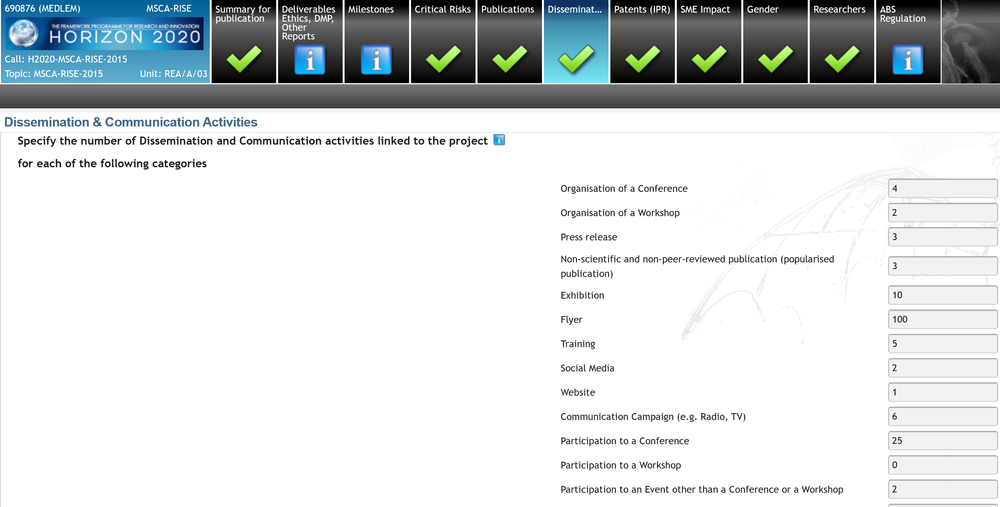 690876 (MEDLEM) MSCA-RISE
THE FRAMEWORK PROGRAMME FOR RESEARCH AND INNOVATION
HORIZON 2020
Call: H2020-MSCA-RISE-2015
Topic: MSCA-RISE-2015 Unit: REA/A/03
Summary for
publication
Deliverables
Ethics, DMP,
Other
Reports
Milestones
Critical Risks
Publications
Disseminat...
Patents (IPR)
SME Impact
Gender
Researchers
ABS
Regulation
Dissemination & Communication Activities
Specify the number of Dissemination and Communication activities linked to the project
for each of the following categories
Organisation of a Conference 4
Organisation of a Workshop 2
Press release 3
Non-scientific and non-peer-reviewed publication (popularised
publication) 3
Exhibition 10
Flyer 100
Training 5
Social Media 2
Website 1
Communication Campaign (e.g. Radio, TV) 6
Participation to a Conference 25
Participation to a Workshop 0
Participation to an Event other than a Conference or a Workshop 2